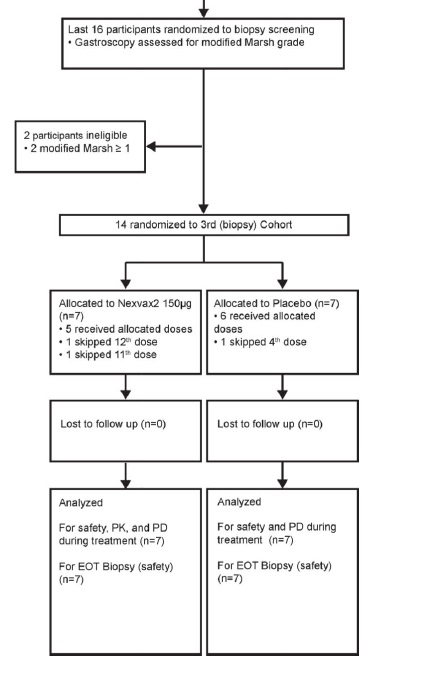 Last 16 participants randomized to biopsy screening
• Gastroscopy assessed for modified Marsh grade
2 participants ineligible
• 2 modified Marsh ≥ 1
14 randomized to 3rd (biopsy) Cohort
Allocated to Nexvax2 150µg
(n=7)
• 5 received allocated doses
• 1 skipped 12th dose
• 1 skipped 11th dose
Allocated to Placebo (n=7)
• 6 received allocated
doses
• 1 skipped 4th dose
Lost to follow up (n=0)
Lost to follow up (n=0)
Analyzed
For safety, PK, and PD
during treatment (n=7)
For EOT Biopsy (safety)
(n=7)
Analyzed
For safety and PD during
treatment (n=7)
For EOT Biopsy (safety)
(n=7)